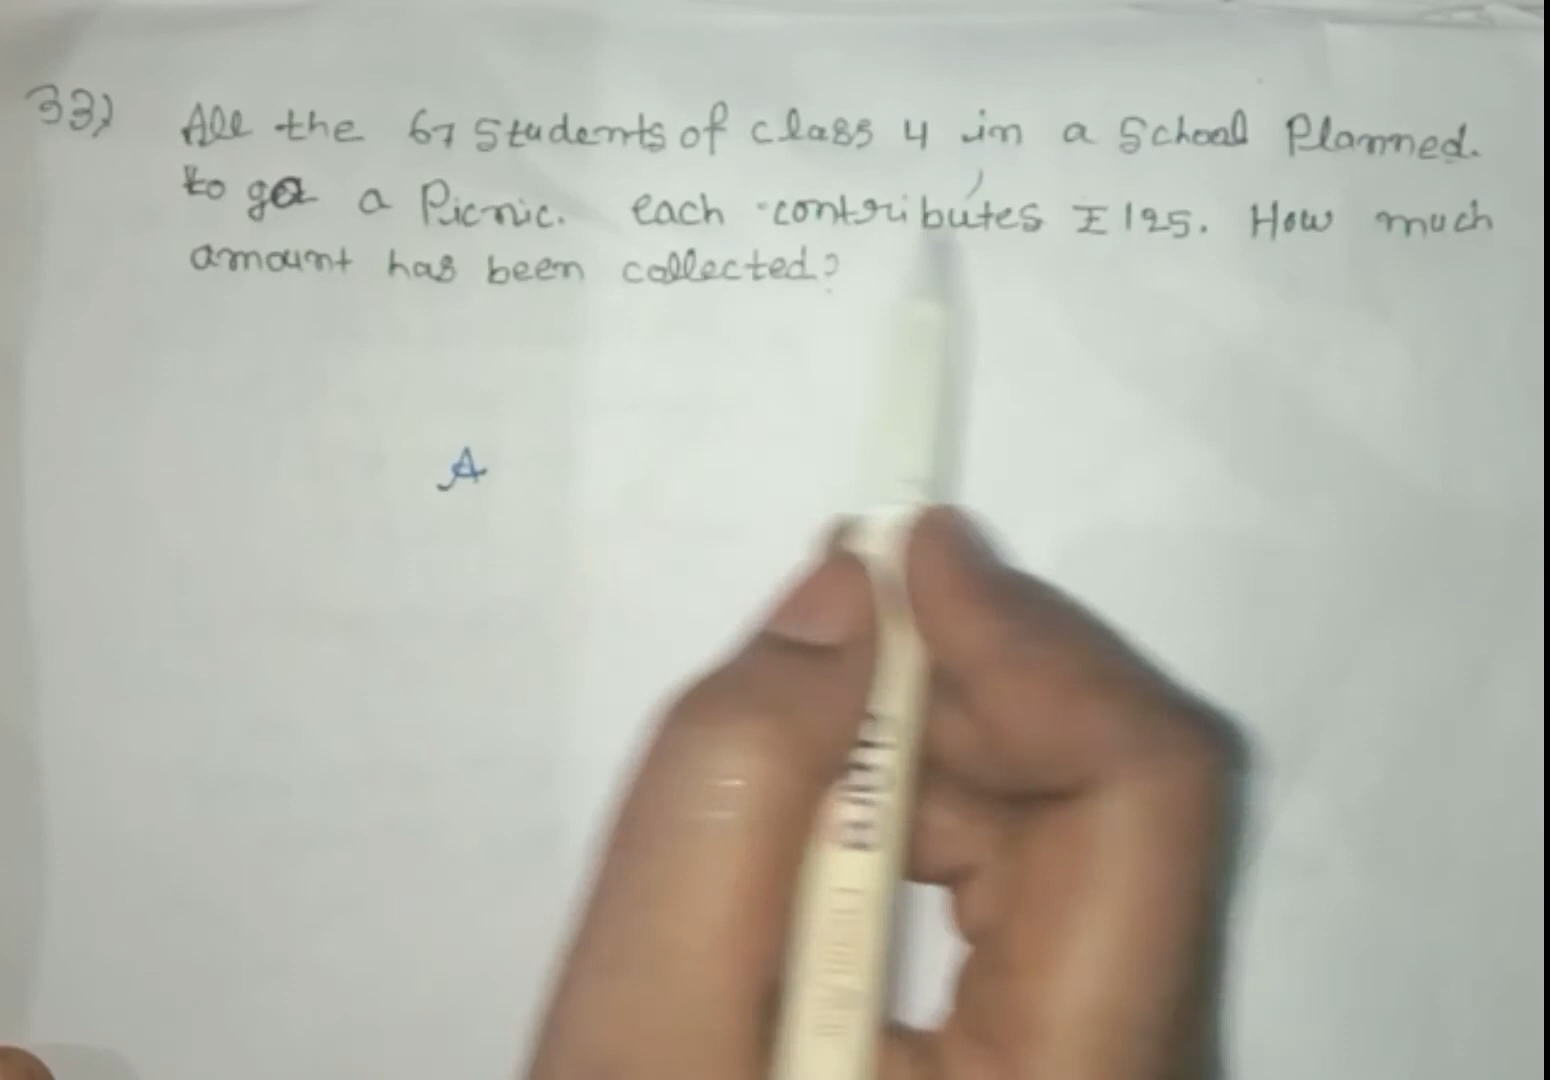 33) All the 67 students of class 4 in a School Planned.
to go a Picnic. each contributes ₹125. How much
amount has been collected?
A